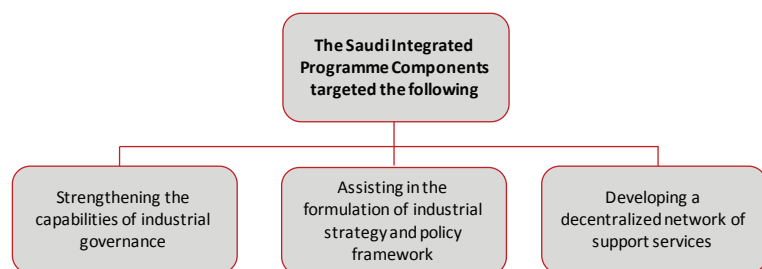 The Saudi Integrated
Programme Components
targeted the following
Strengthening the
capabilities of industrial
governance
Assisting in the
formulation of industrial
strategy and policy
framework
Developing a
decentralized network of
support services